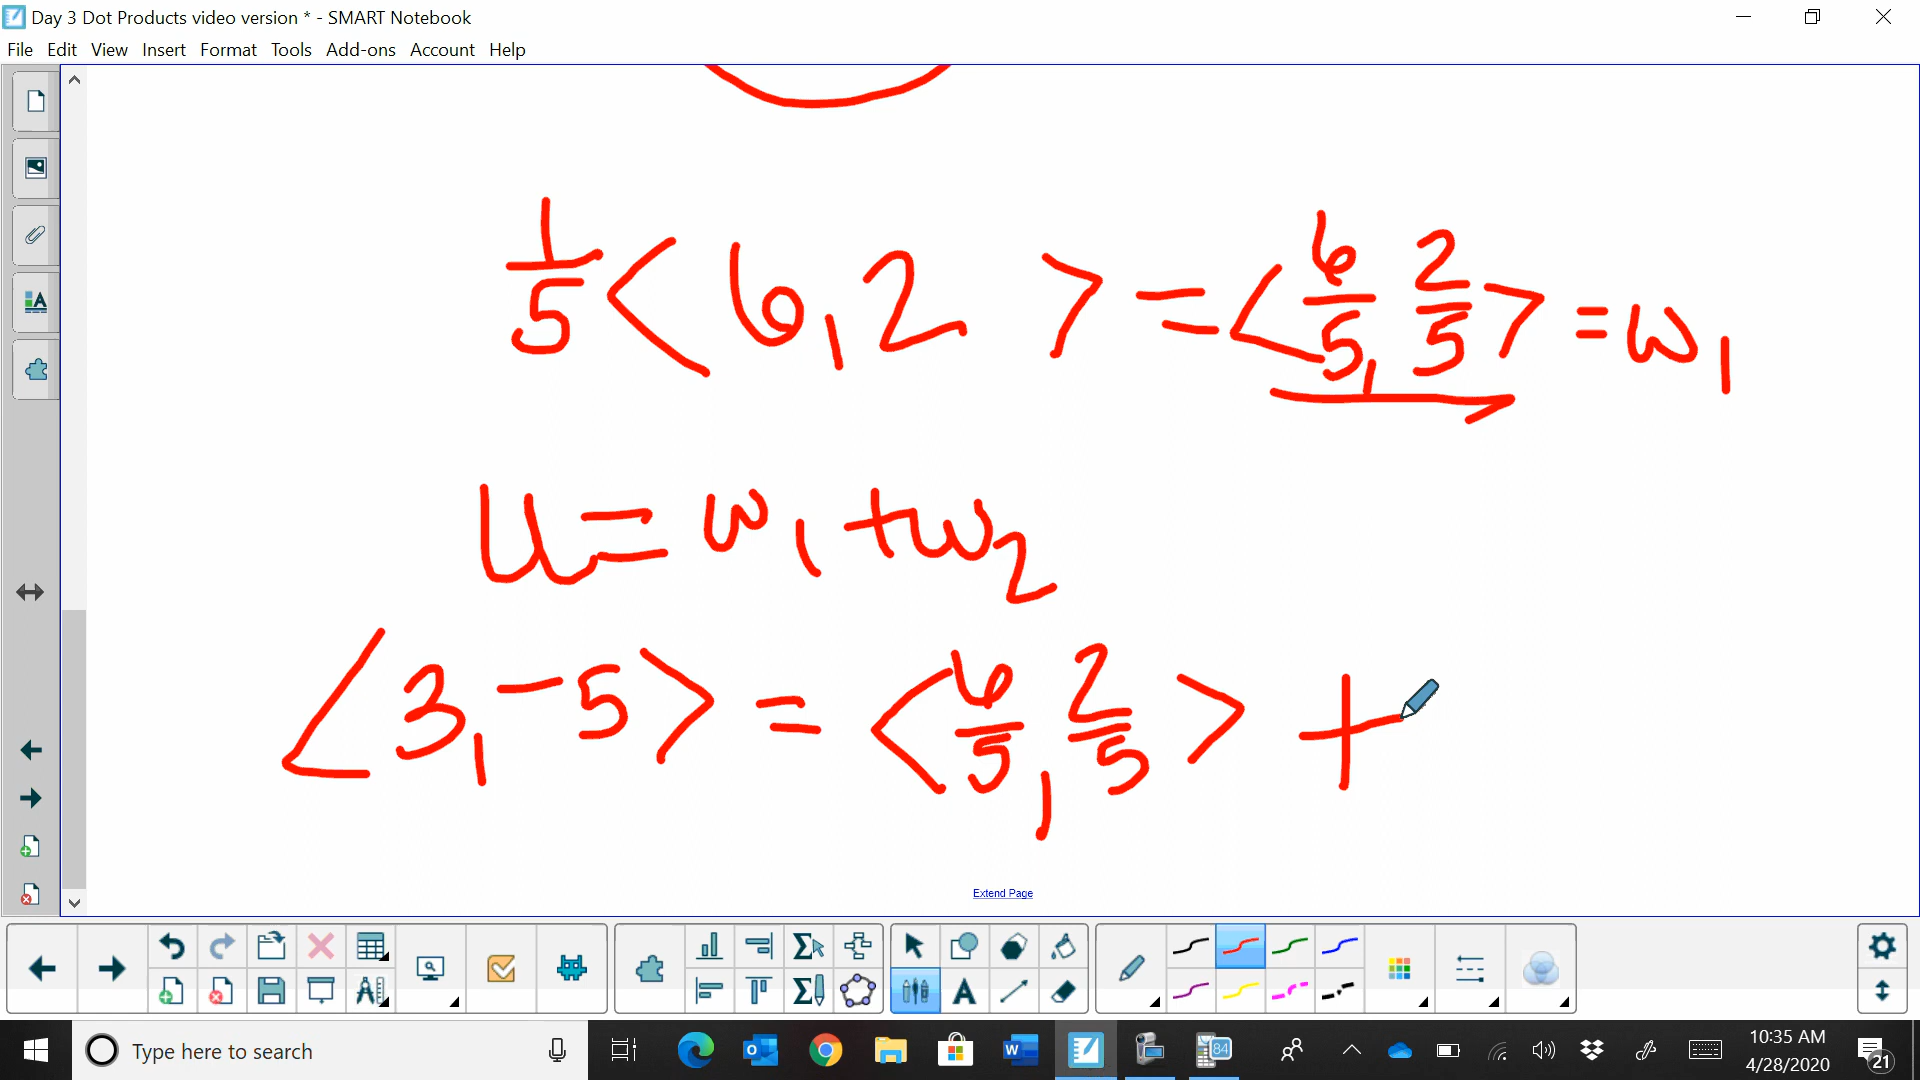 Day 3 Dot Products video version * - SMART Notebook
File Edit View Insert Format Tools Add-ons Account Help
1/5 < 6, 2 > = < 6/5, 2/5 > = w₁
u = w₁ + w₂
< 3, -5 > = < 6/5, 2/5 > +
Extend Page
A
Type here to search
84
10:35 AM
4/28/2020
21